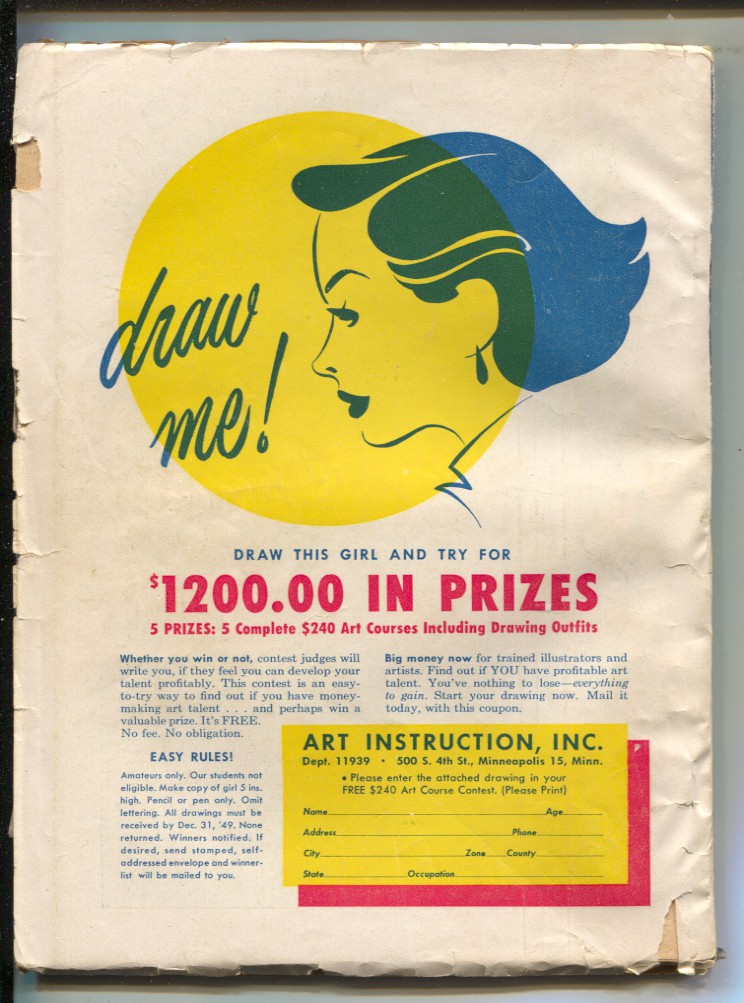 draw
me!
DRAW THIS GIRL AND TRY FOR
$1200.00 IN PRIZES
5 PRIZES: 5 Complete $240 Art Courses Including Drawing Outfits
Whether you win or not, contest judges will
write you, if they feel you can develop your
talent profitably. This contest is an easy-
to-try way to find out if you have money-
making art talent . . . and perhaps win a
valuable prize. It's FREE.
No fee. No obligation.
EASY RULES!
Amateurs only. Our students not
eligible. Make copy of girl 5 ins.
high. Pencil or pen only. Omit
lettering. All drawings must be
received by Dec. 31, '49. None
returned. Winners notified. If
desired, send stamped, self-
addressed envelope and winner-
list will be mailed to you.
Big money now for trained illustrators and
artists. Find out if YOU have profitable art
talent. You've nothing to lose—everything
to gain. Start your drawing now. Mail it
today, with this coupon.
ART INSTRUCTION, INC.
Dept. 11939 • 500 S. 4th St., Minneapolis 15, Minn.
• Please enter the attached drawing in your
FREE $240 Art Course Contest. (Please Print)
Name Age
Address Phone
City Zone County
State Occupation